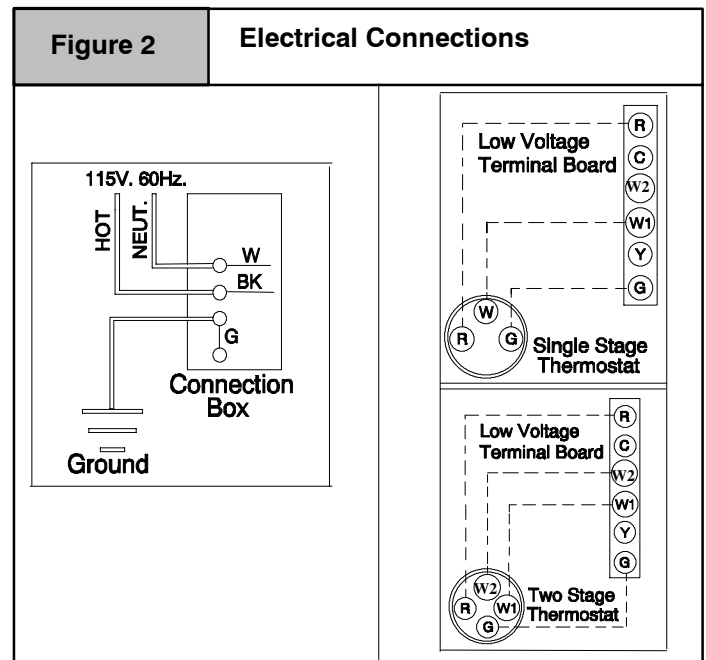 Figure 2
Electrical Connections
115V. 60Hz.
HOT
NEUT.
W
BK
G
Connection
Box
Ground
Low Voltage
Terminal Board
R
C
W2
W1
Y
G
W
R
G
Single Stage
Thermostat
Low Voltage
Terminal Board
R
C
W2
W1
Y
G
W2
R
W1
G
Two Stage
Thermostat